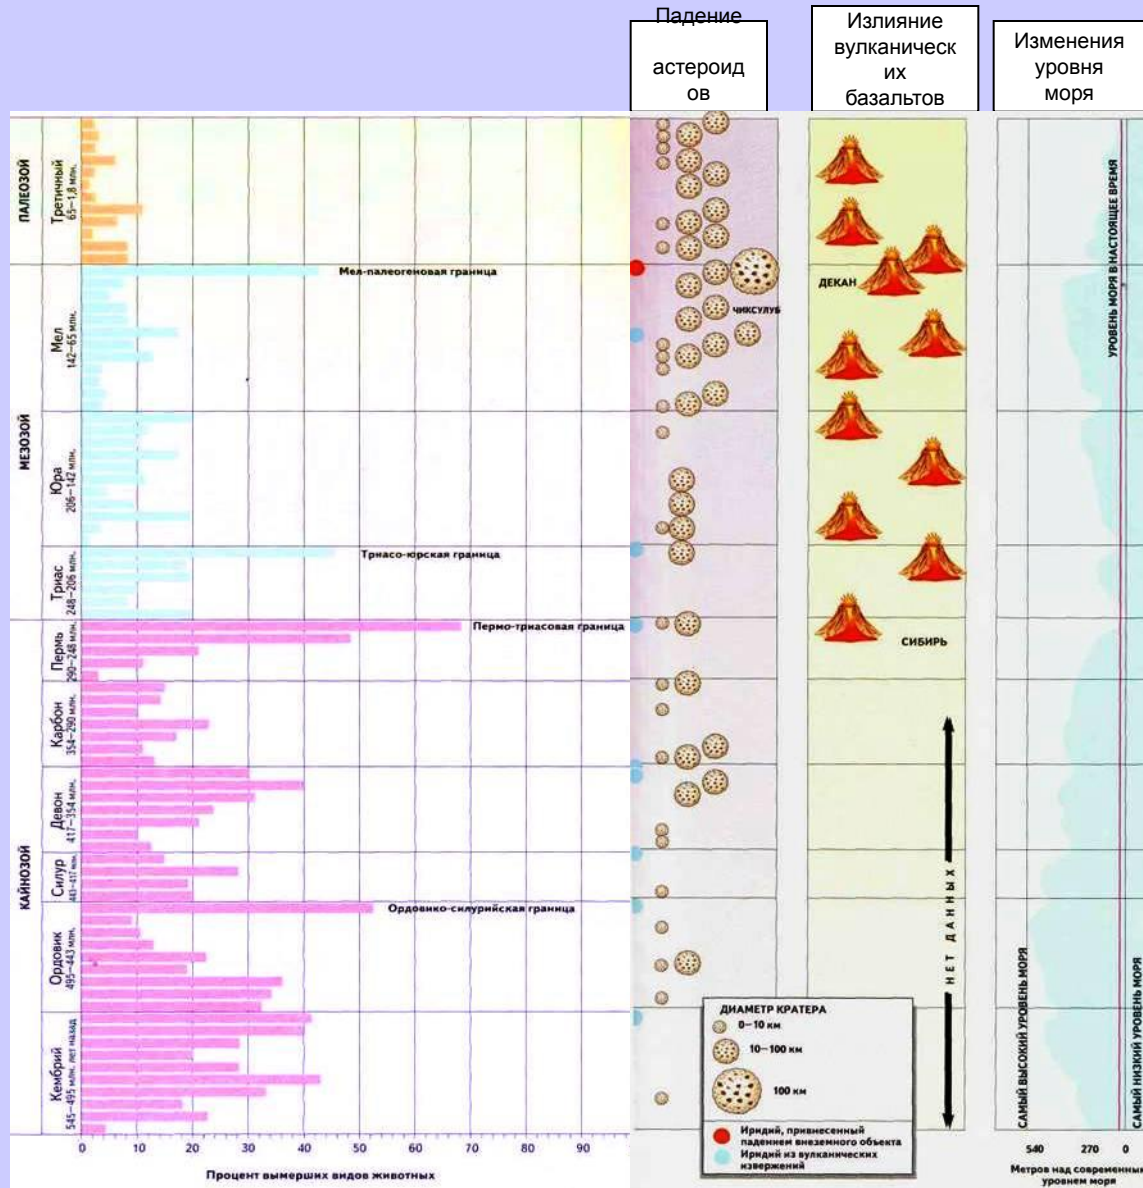 Падение
астероид
ов
Излияние
вулканическ
их
базальтов
Изменения
уровня
моря
ПАЛЕОЗОЙ
Третичный
65–1,8 млн.
МЕЗОЗОЙ
Мел
142–65 млн.
Юра
206–142 млн.
Триас
248–206 млн.
КАЙНОЗОЙ
Пермь
290–248 млн.
Карбон
354–290 млн.
Девон
417–354 млн.
Силур
443–417 млн.
Ордовик
495–443 млн.
Кембрий
545–495 млн. лет назад
Мел-палеогеновая граница
Триасо-юрская граница
Пермо-триасовая граница
Ордовико-силурийская граница
0 10 20 30 40 50 60 70 80 90
Процент вымерших видов животных
ЧИКСУЛУБ
ДЕКАН
СИБИРЬ
НЕТ ДАННЫХ
ДИАМЕТР КРАТЕРА
0–10 км
10–100 км
100 км
Иридий, привнесенный
падением внеземного объекта
Иридий из вулканических
извержений
УРОВЕНЬ МОРЯ В НАСТОЯЩЕЕ ВРЕМЯ
САМЫЙ ВЫСОКИЙ УРОВЕНЬ МОРЯ
САМЫЙ НИЗКИЙ УРОВЕНЬ МОРЯ
540 270 0
Метров над современным
уровнем моря